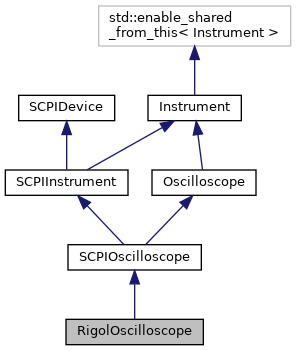 std::enable_shared
_from_this< Instrument >
SCPIDevice
Instrument
SCPIInstrument
Oscilloscope
SCPIOscilloscope
RigolOscilloscope